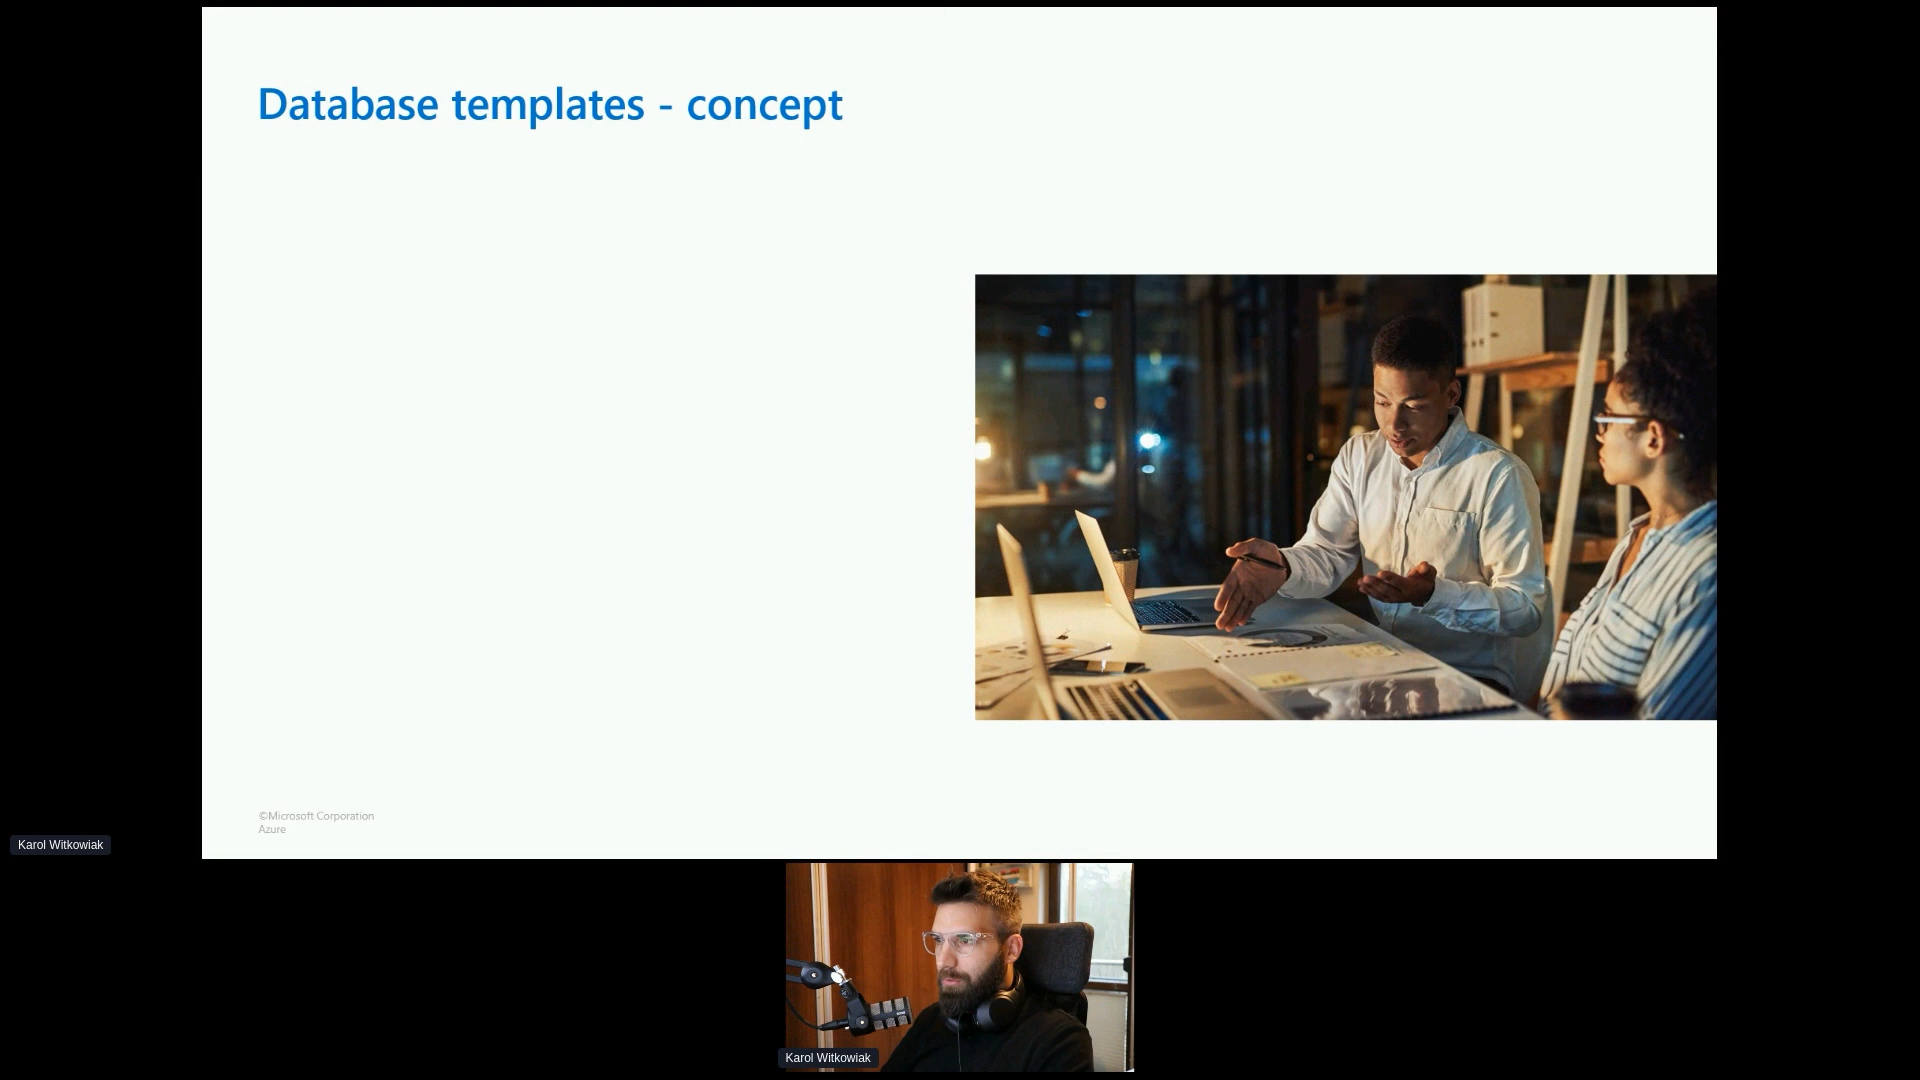 Database templates - concept
©Microsoft Corporation
Azure
Karol Witkowiak
Karol Witkowiak